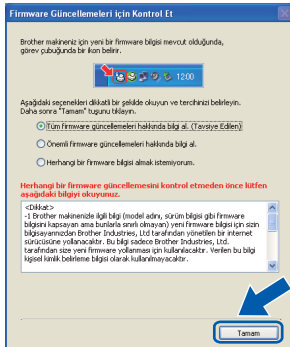 Firmware Güncellemeleri için Kontrol Et
Brother makineniz için yeni bir firmware bilgisi mevcut olduğunda,
görev çubuğunda bir ikon belirir.
12:00
Aşağıdaki seçenekleri dikkatli bir şekilde okuyun ve tercihinizi belirleyin.
Daha sonra "Tamam" tuşunu tıklayın.
Tüm firmware güncellemeleri hakkında bilgi al. (Tavsiye Edilen)
Önemli firmware güncellemeleri hakkında bilgi al.
Herhangi bir firmware bilgisi almak istemiyorum.
Herhangi bir firmware güncellemesini kontrol etmeden önce lütfen
aşağıdaki bilgiyi okuyunuz.
<Dikkat>
-1 Brother makinenizle ilgili bilgi (model adını, sürüm bilgisi gibi firmware
bilgisini kapsayan ama bunlarla sınırlı olmayan) yeni firmware bilgisi için sizin
bilgisayarınızdan Brother Industries, Ltd tarafından yönetilen bir internet
sürücüsüne yollanacaktır. Bu bilgi sadece Brother Industries, Ltd.
tarafından size yeni firmware yollanması için kullanılacaktır. Verilen bu bilgi
kişisel kimlik belirleme bilgisi olarak kullanılmayacaktır.
Tamam